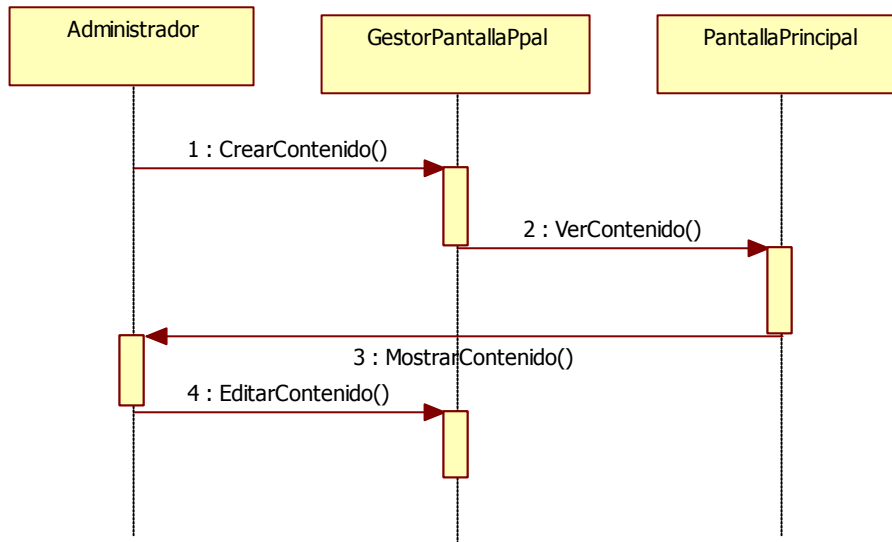 Administrador
GestorPantallaPpal
PantallaPrincipal
1 : CrearContenido()
2 : VerContenido()
3 : MostrarContenido()
4 : EditarContenido()